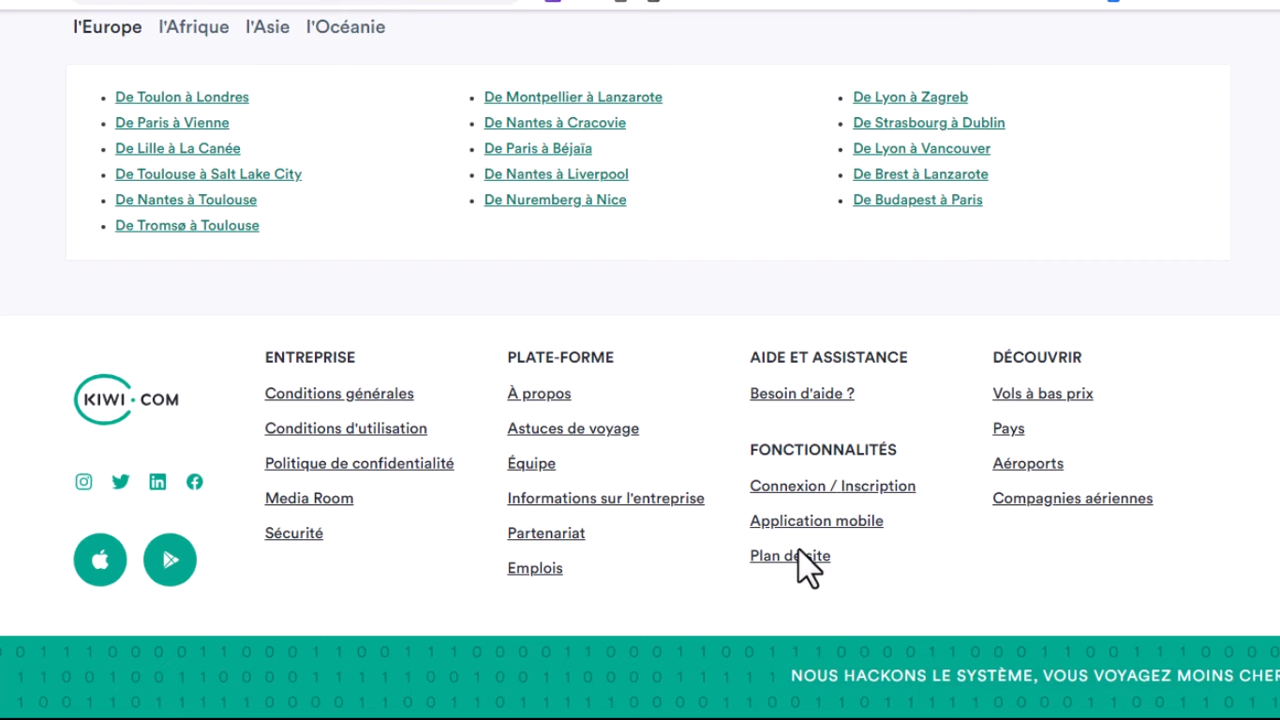 l'Europe l'Afrique l'Asie l'Océanie
De Toulon à Londres
De Paris à Vienne
De Lille à La Canée
De Toulouse à Salt Lake City
De Nantes à Toulouse
De Tromsø à Toulouse
De Montpellier à Lanzarote
De Nantes à Cracovie
De Paris à Béjaïa
De Nantes à Liverpool
De Nuremberg à Nice
De Lyon à Zagreb
De Strasbourg à Dublin
De Lyon à Vancouver
De Brest à Lanzarote
De Budapest à Paris
KIWI.COM
ENTREPRISE
Conditions générales
Conditions d'utilisation
Politique de confidentialité
Media Room
Sécurité
PLATE-FORME
À propos
Astuces de voyage
Équipe
Informations sur l'entreprise
Partenariat
Emplois
AIDE ET ASSISTANCE
Besoin d'aide ?
FONCTIONNALITÉS
Connexion / Inscription
Application mobile
Plan de site
DÉCOUVRIR
Vols à bas prix
Pays
Aéroports
Compagnies aériennes
NOUS HACKONS LE SYSTÈME, VOUS VOYAGEZ MOINS CHER